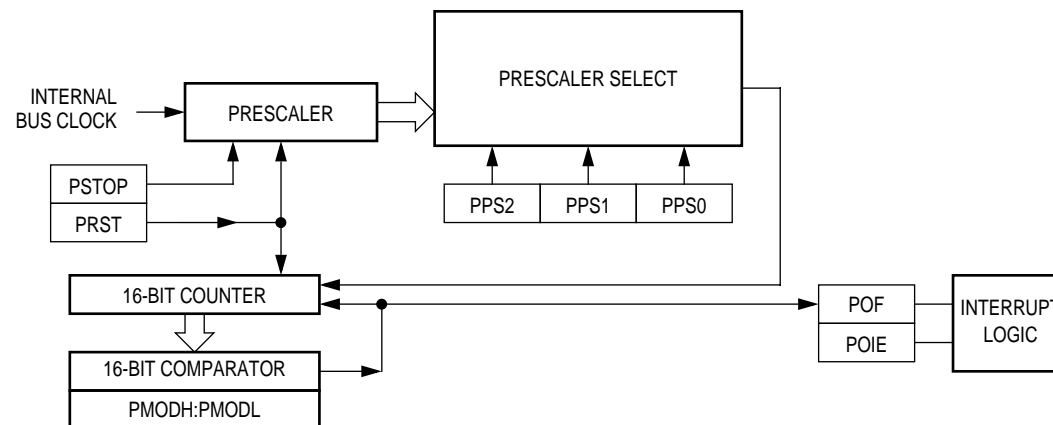 PRESCALER SELECT
INTERNAL
BUS CLOCK
PRESCALER
PSTOP
PRST
PPS2
PPS1
PPS0
16-BIT COUNTER
16-BIT COMPARATOR
PMODH:PMODL
POF
POIE
INTERRUPT
LOGIC